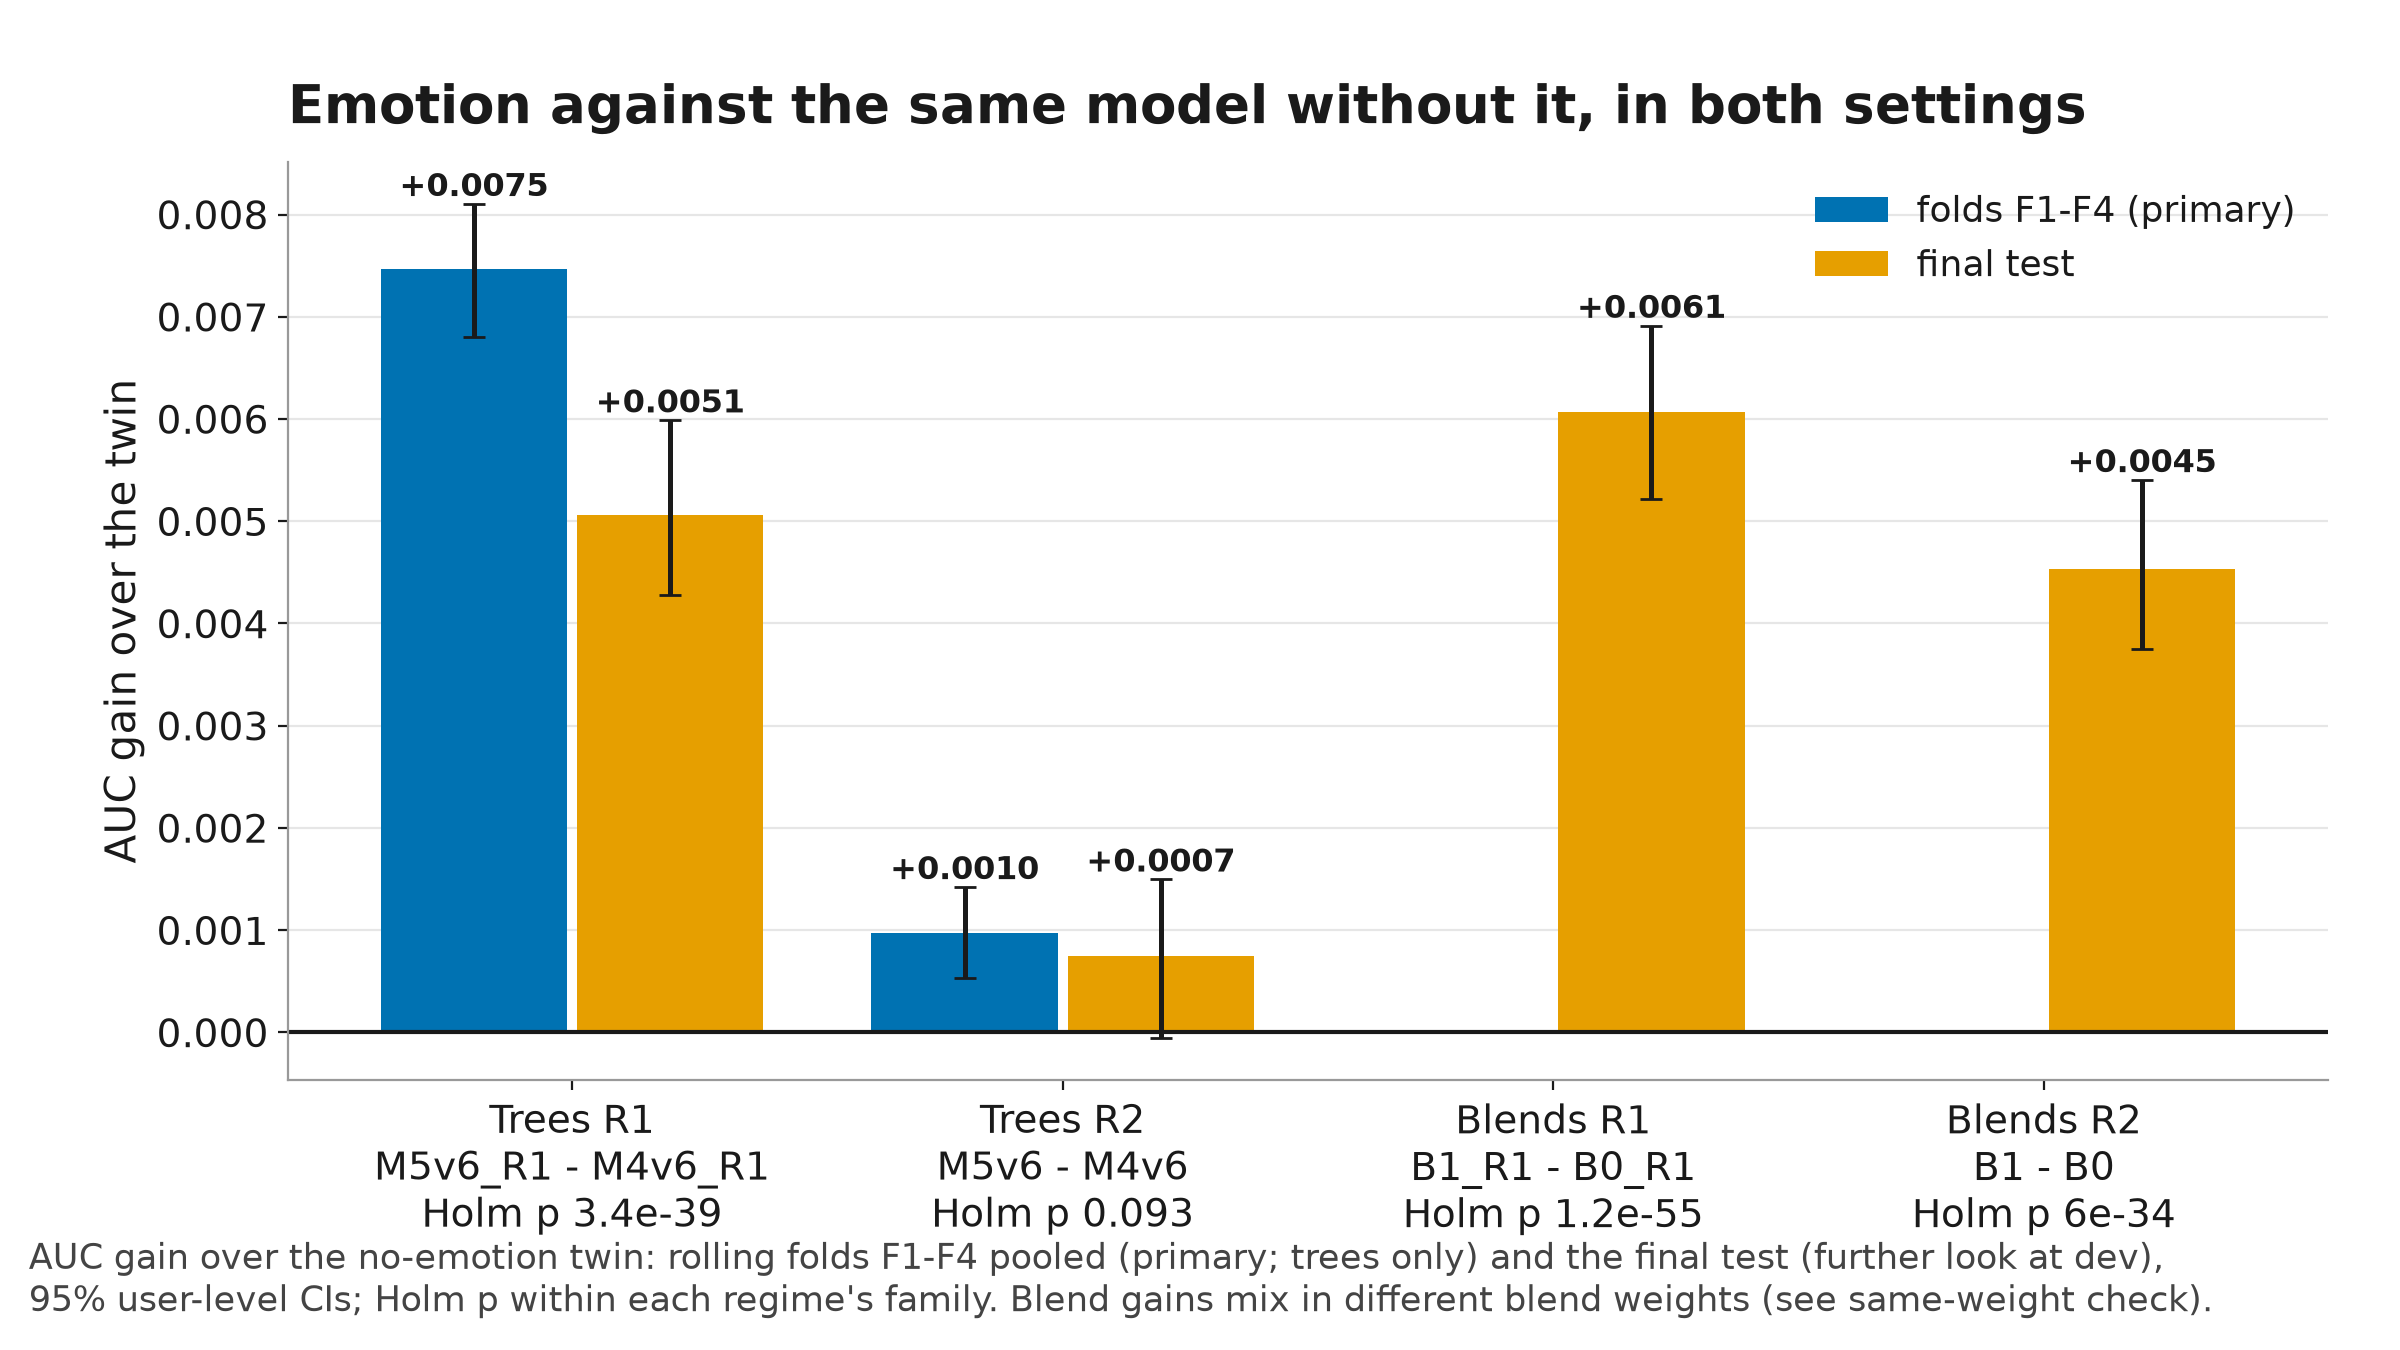 Emotion against the same model without it, in both settings
folds F1-F4 (primary)
final test
AUC gain over the twin
0.008
0.007
0.006
0.005
0.004
0.003
0.002
0.001
0.000
+0.0075
+0.0051
+0.0010
+0.0007
+0.0061
+0.0045
Trees R1
M5v6_R1 - M4v6_R1
Holm p 3.4e-39
Trees R2
M5v6 - M4v6
Holm p 0.093
Blends R1
B1_R1 - B0_R1
Holm p 1.2e-55
Blends R2
B1 - B0
Holm p 6e-34
AUC gain over the no-emotion twin: rolling folds F1-F4 pooled (primary; trees only) and the final test (further look at dev),
95% user-level CIs; Holm p within each regime's family. Blend gains mix in different blend weights (see same-weight check).